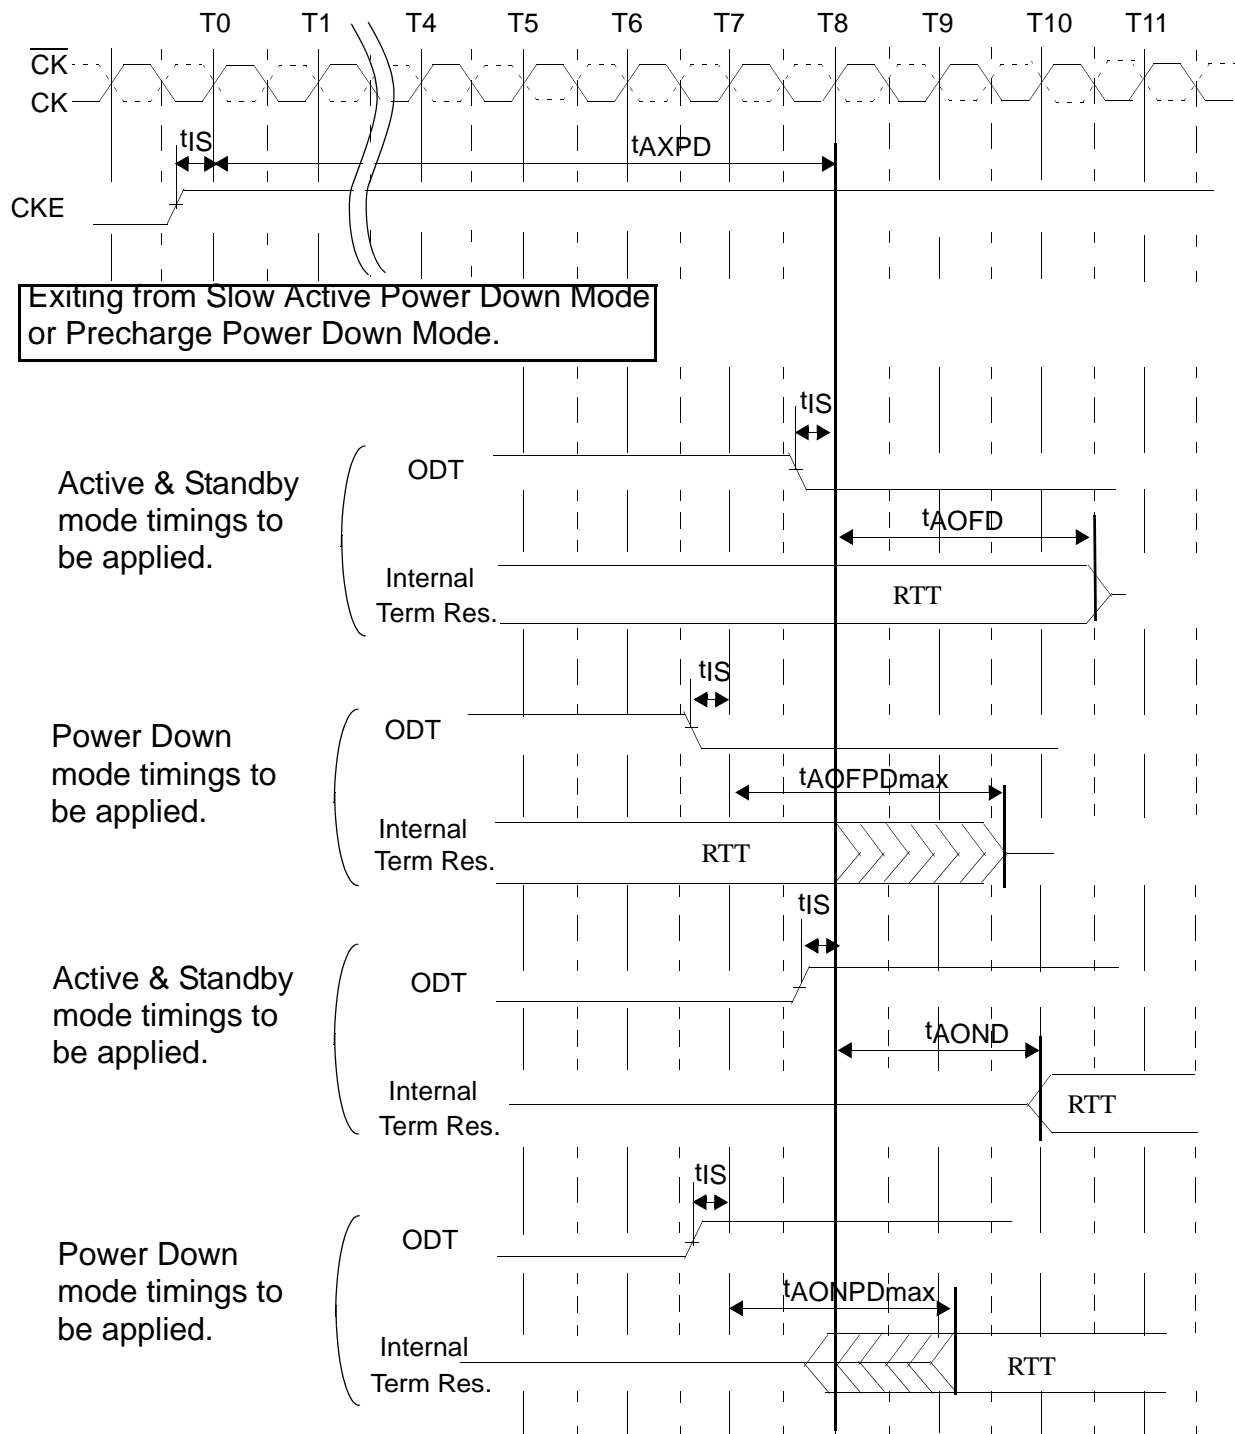 T0 T1 T4 T5 T6 T7 T8 T9 T10 T11
CK
CK
tIS
tAXPD
CKE
Exiting from Slow Active Power Down Mode
or Precharge Power Down Mode.
tIS
ODT
Active & Standby
mode timings to
be applied.
tAOFD
Internal
Term Res.
RTT
tIS
ODT
Power Down
mode timings to
be applied.
tAOFPDmax
Internal
Term Res.
RTT
tIS
ODT
Active & Standby
mode timings to
be applied.
tAOND
Internal
Term Res.
RTT
tIS
ODT
Power Down
mode timings to
be applied.
tAONPDmax
Internal
Term Res.
RTT